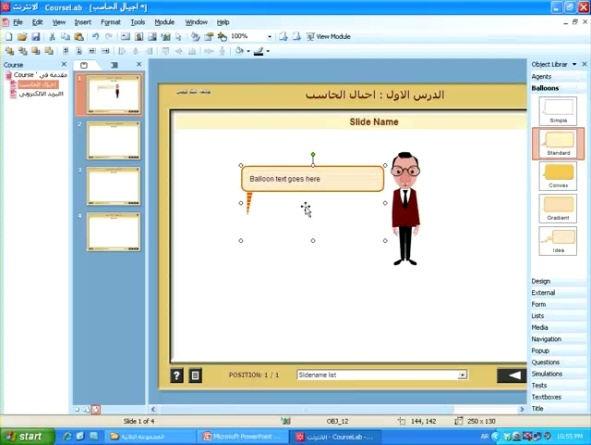 الانترنت CourseLab - [اجيال الحاسب *]
File Edit View Insert Format Tools Module Window Help
100% View Module
Course
Object Librar
مقدمة في ' Course
اجيال الحاسب
البريد الالكتروني
1
2
3
4
الدرس الاول : اجيال الحاسب
Slide Name
Balloon text goes here
POSITION: 1 / 1
Slidename list
Agents
Balloons
Simple
Standard
Convex
Gradient
Idea
Design
External
Form
Lists
Media
Navigation
Popup
Questions
Simulations
Tests
Textboxes
Title
Slide 1 of 4
OBJ_12
144, 142
250 x 130
start
Microsoft PowerPoint ...
الانترنت - CourseLab ...
AR
10:55 PM